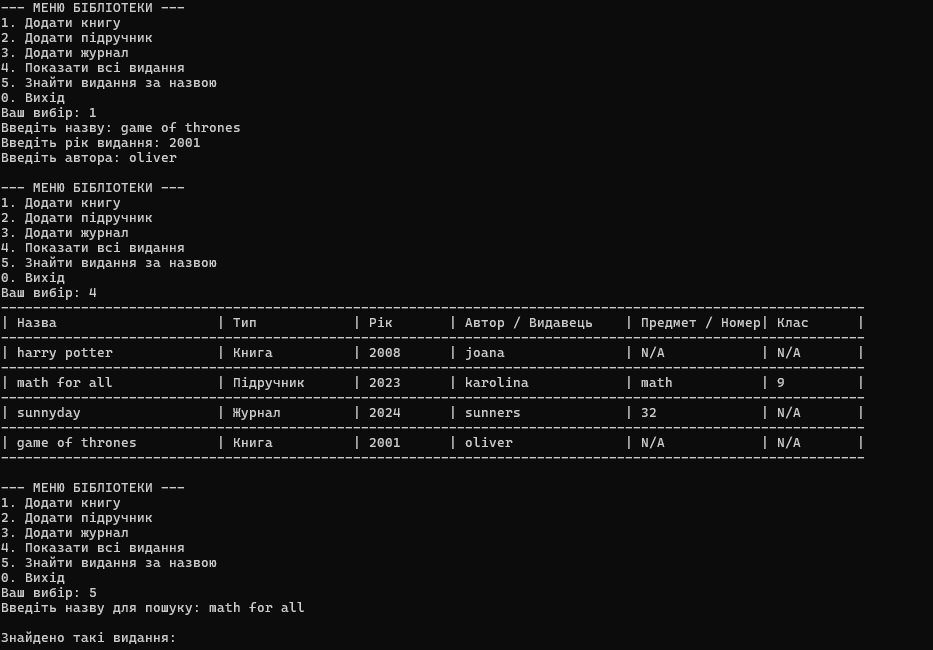 --- МЕНЮ БІБЛІОТЕКИ ---
1. Додати книгу
2. Додати підручник
3. Додати журнал
4. Показати всі видання
5. Знайти видання за назвою
0. Вихід
Ваш вибір: 1
Введіть назву: game of thrones
Введіть рік видання: 2001
Введіть автора: oliver

--- МЕНЮ БІБЛІОТЕКИ ---
1. Додати книгу
2. Додати підручник
3. Додати журнал
4. Показати всі видання
5. Знайти видання за назвою
0. Вихід
Ваш вибір: 4
------------------------------------------------------------------------------------------------------------
| Назва                    | Тип            | Рік       | Автор / Видавець    | Предмет / Номер| Клас      |
------------------------------------------------------------------------------------------------------------
| harry potter             | Книга          | 2008      | joana               | N/A            | N/A       |
------------------------------------------------------------------------------------------------------------
| math for all             | Підручник      | 2023      | karolina            | math           | 9         |
------------------------------------------------------------------------------------------------------------
| sunnyday                 | Журнал         | 2024      | sunners             | 32             | N/A       |
------------------------------------------------------------------------------------------------------------
| game of thrones          | Книга          | 2001      | oliver              | N/A            | N/A       |
------------------------------------------------------------------------------------------------------------

--- МЕНЮ БІБЛІОТЕКИ ---
1. Додати книгу
2. Додати підручник
3. Додати журнал
4. Показати всі видання
5. Знайти видання за назвою
0. Вихід
Ваш вибір: 5
Введіть назву для пошуку: math for all

Знайдено такі видання: